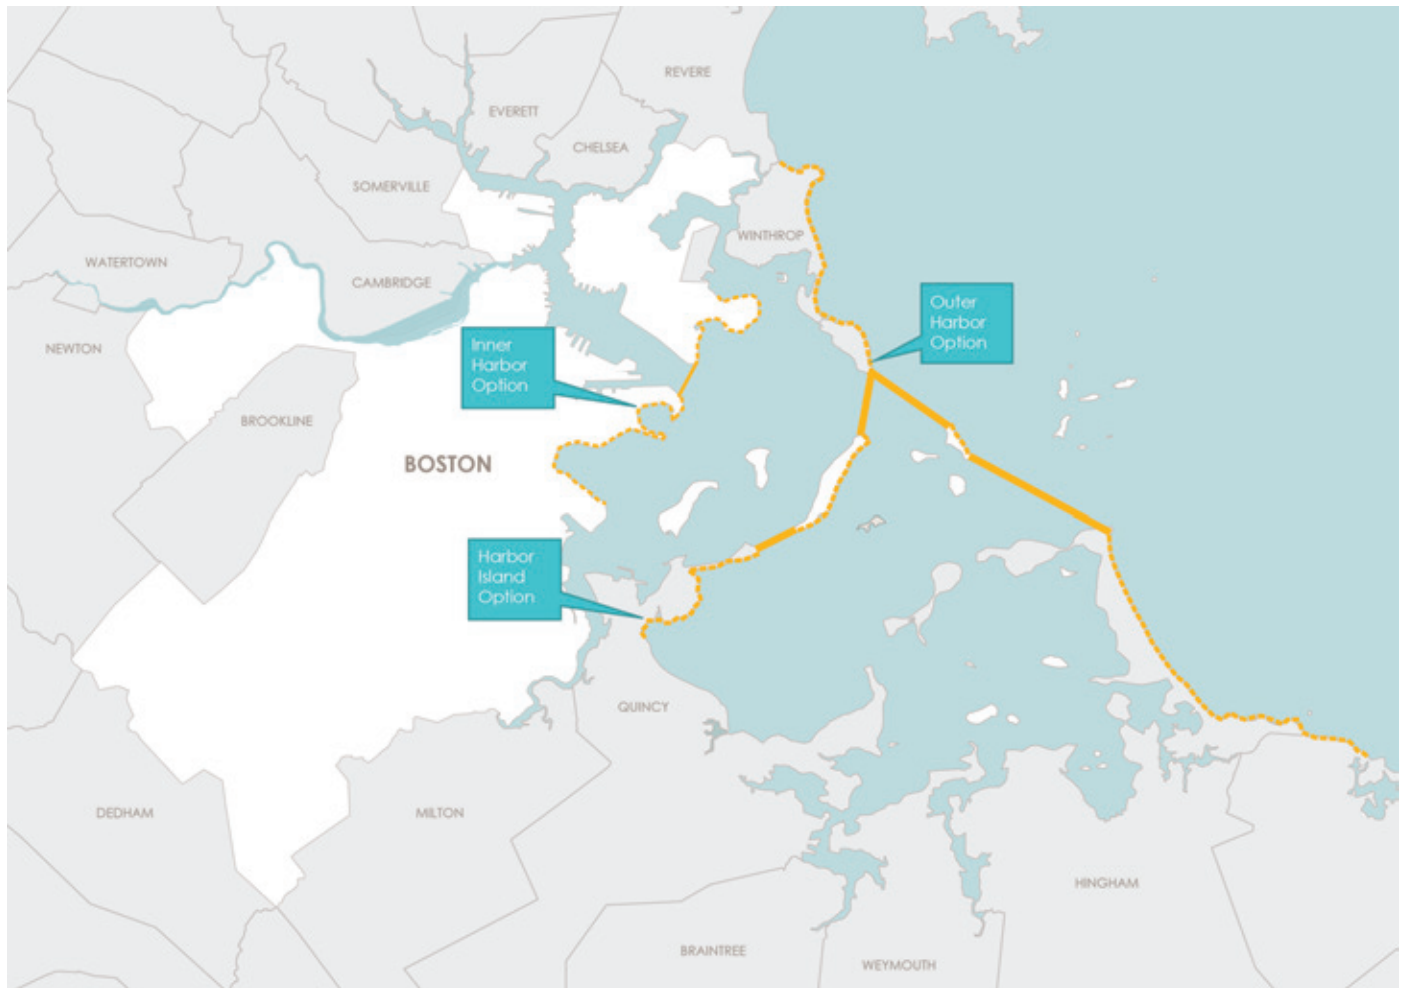 REVERE
EVERETT
CHELSEA
SOMERVILLE
WINTHROP
WATERTOWN
CAMBRIDGE
Outer
Harbor
Option
NEWTON
Inner
Harbor
Option
BROOKLINE
BOSTON
Harbor
Island
Option
QUINCY
DEDHAM
MILTON
HINGHAM
BRAINTREE
WEYMOUTH